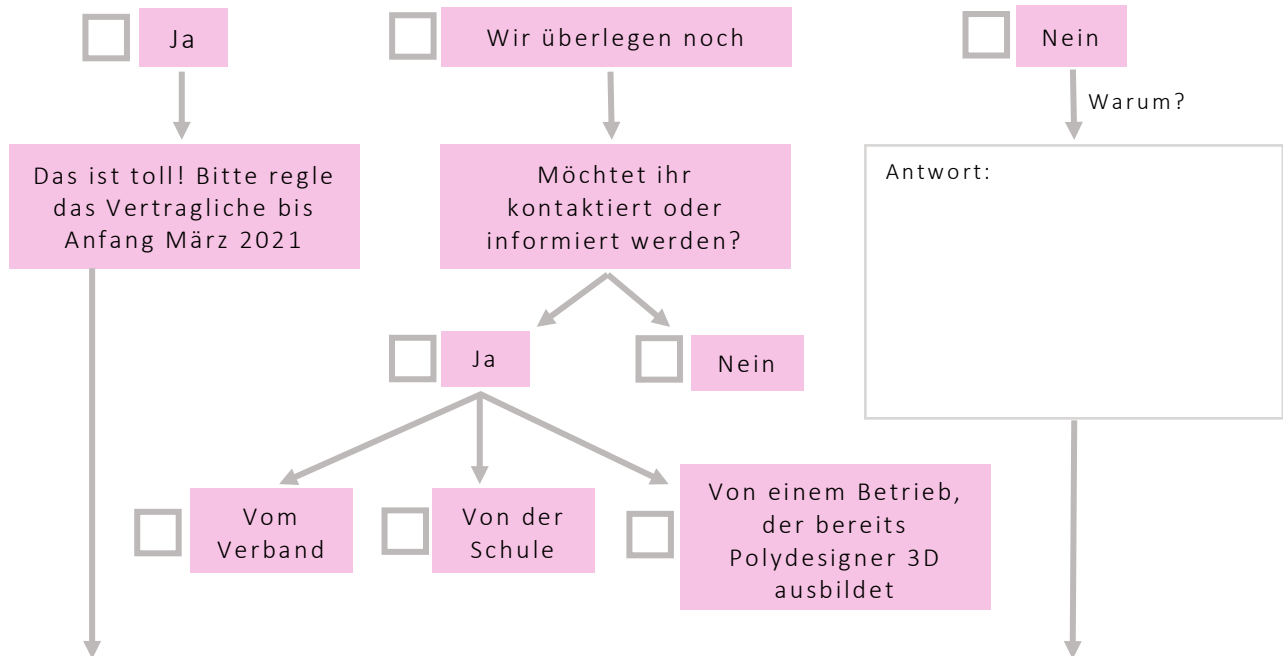 Ja
Wir überlegen noch
Nein
Warum?
Das ist toll! Bitte regle
das Vertragliche bis
Anfang März 2021
Möchtet ihr
kontaktiert oder
informiert werden?
Antwort:
Ja
Nein
Vom
Verband
Von der
Schule
Von einem Betrieb,
der bereits
Polydesigner 3D
ausbildet